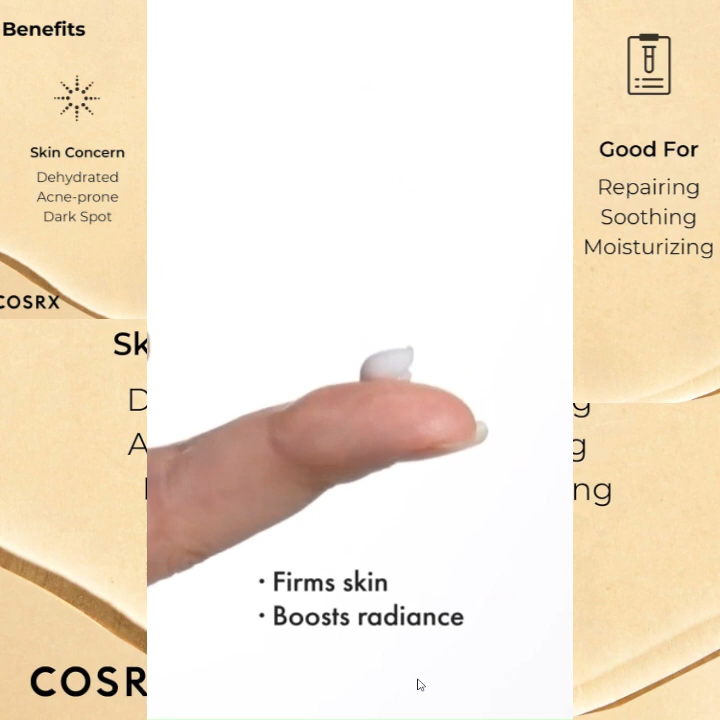 Benefits
Skin Concern
Dehydrated
Acne-prone
Dark Spot
COSRX
Good For
Repairing
Soothing
Moisturizing
Sk
D
A
g
ng
COSR
· Firms skin
· Boosts radiance